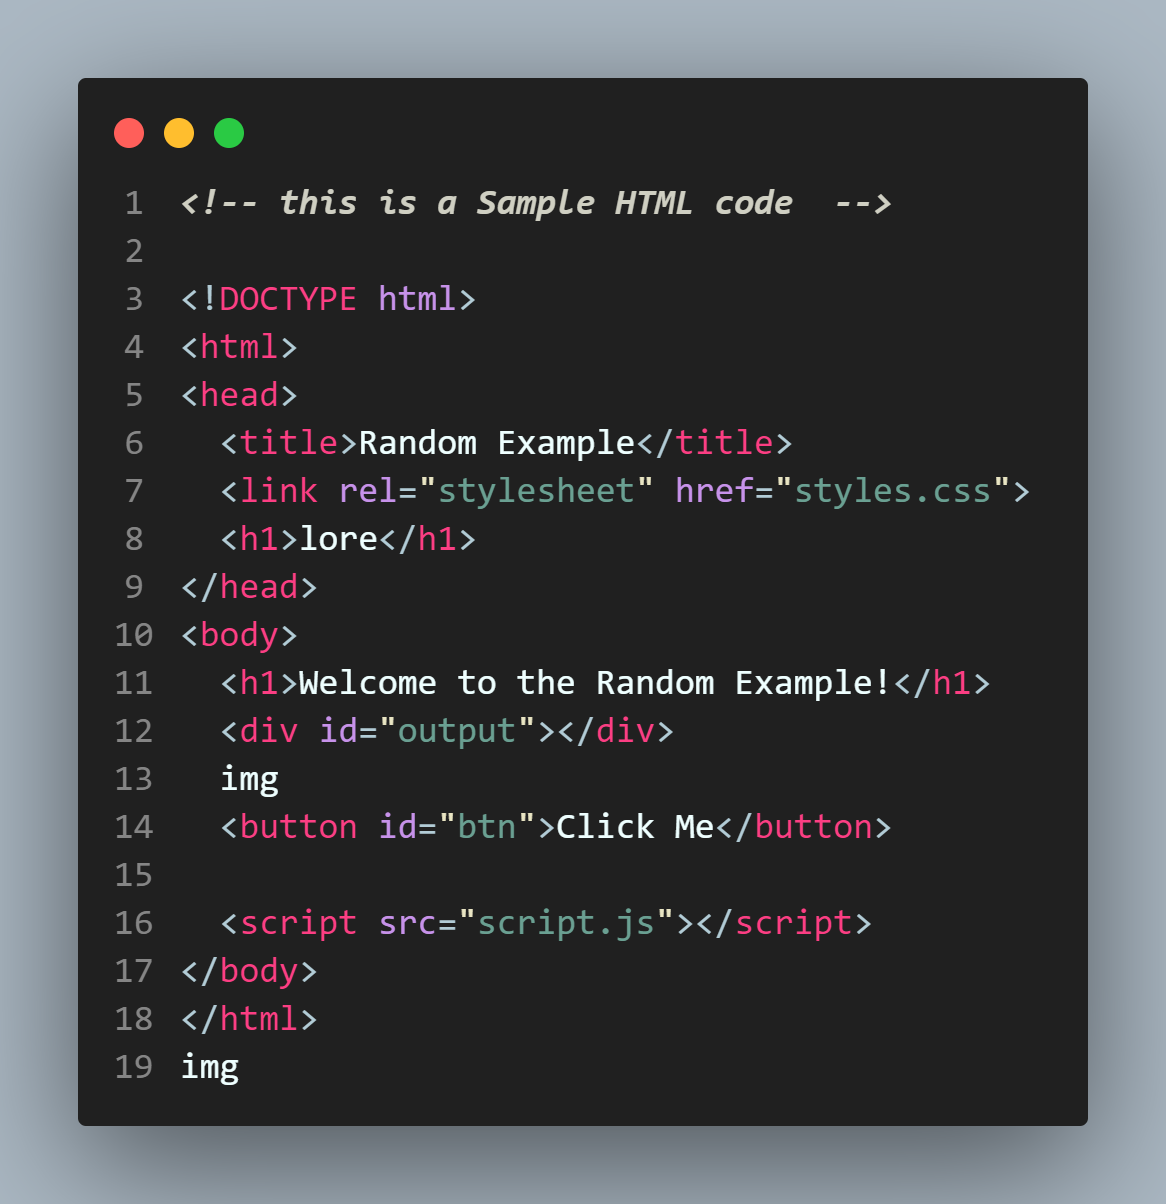 1 <!-- this is a Sample HTML code  -->
2
3 <!DOCTYPE html>
4 <html>
5 <head>
6   <title>Random Example</title>
7   <link rel="stylesheet" href="styles.css">
8   <h1>lore</h1>
9 </head>
10 <body>
11   <h1>Welcome to the Random Example!</h1>
12   <div id="output"></div>
13   img
14   <button id="btn">Click Me</button>
15
16   <script src="script.js"></script>
17 </body>
18 </html>
19 img